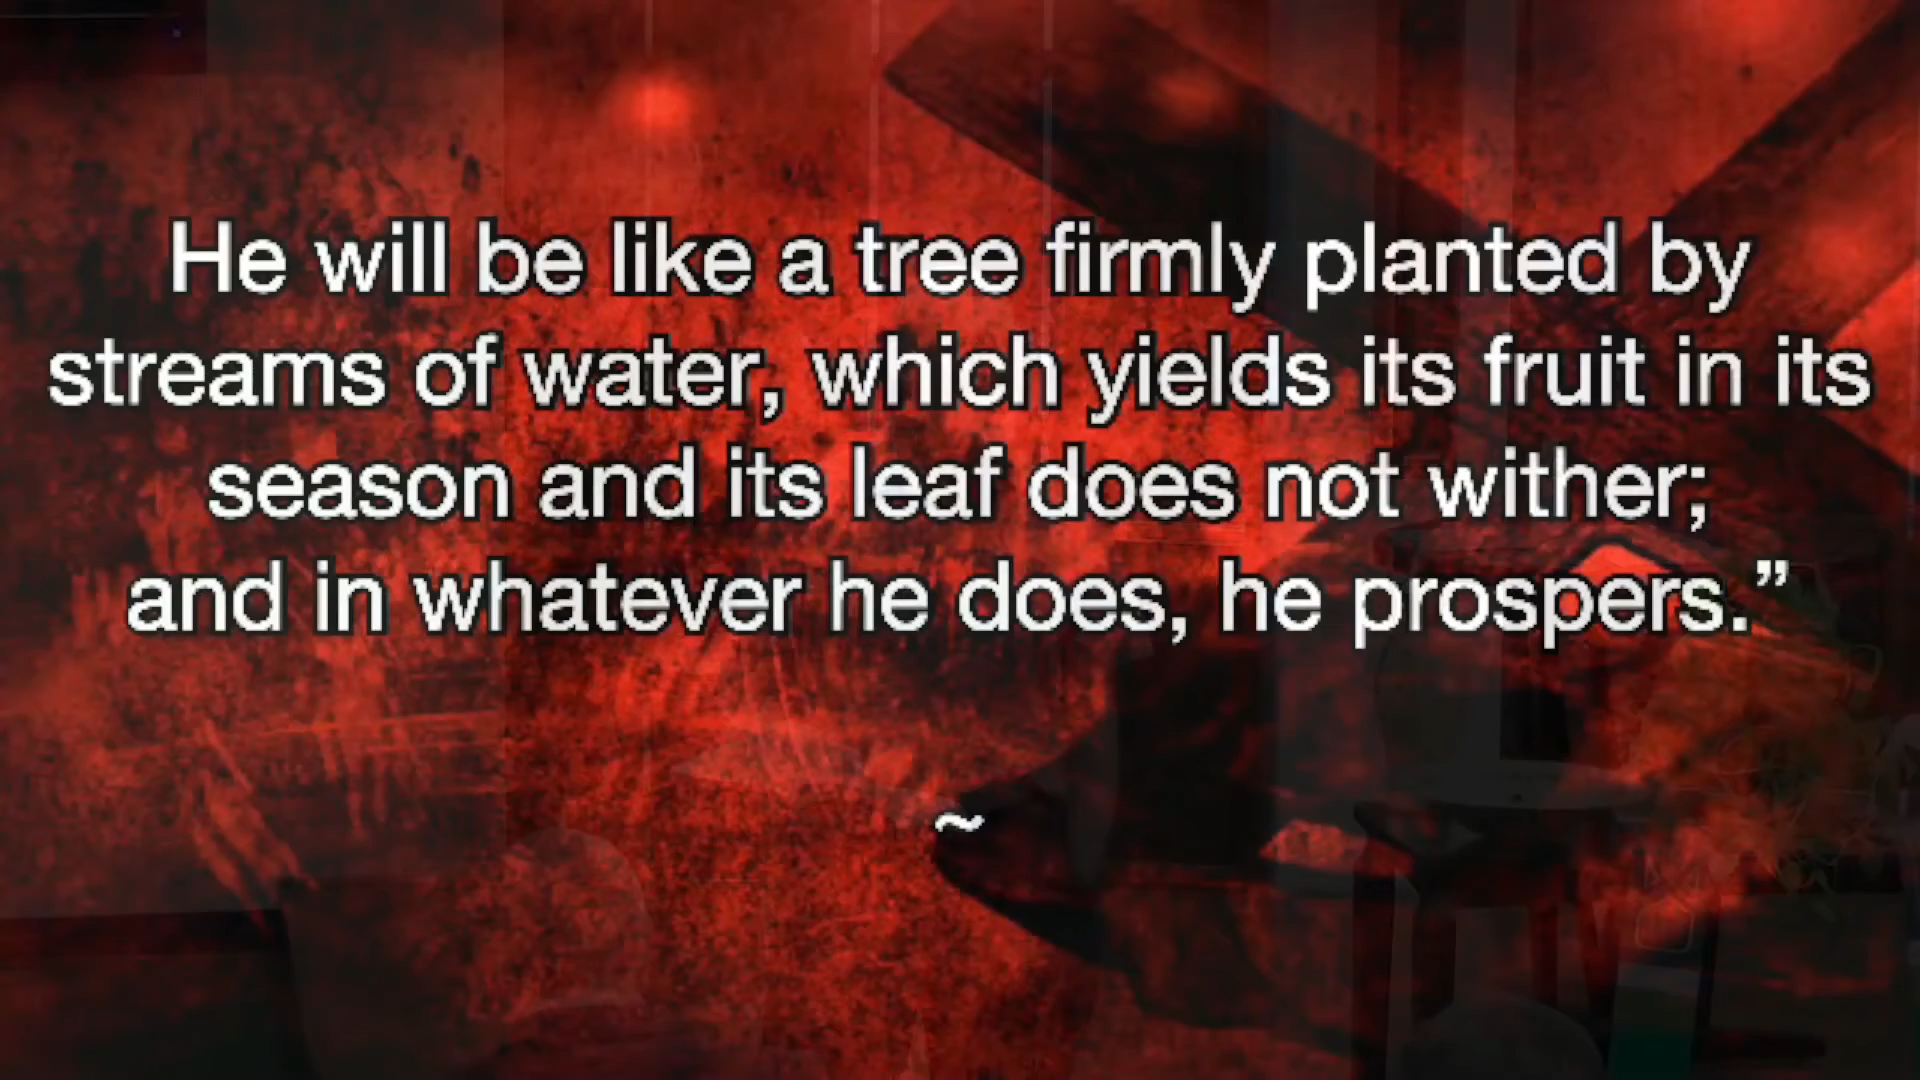 He will be like a tree firmly planted by
streams of water, which yields its fruit in its
season and its leaf does not wither;
and in whatever he does, he prospers.”
~